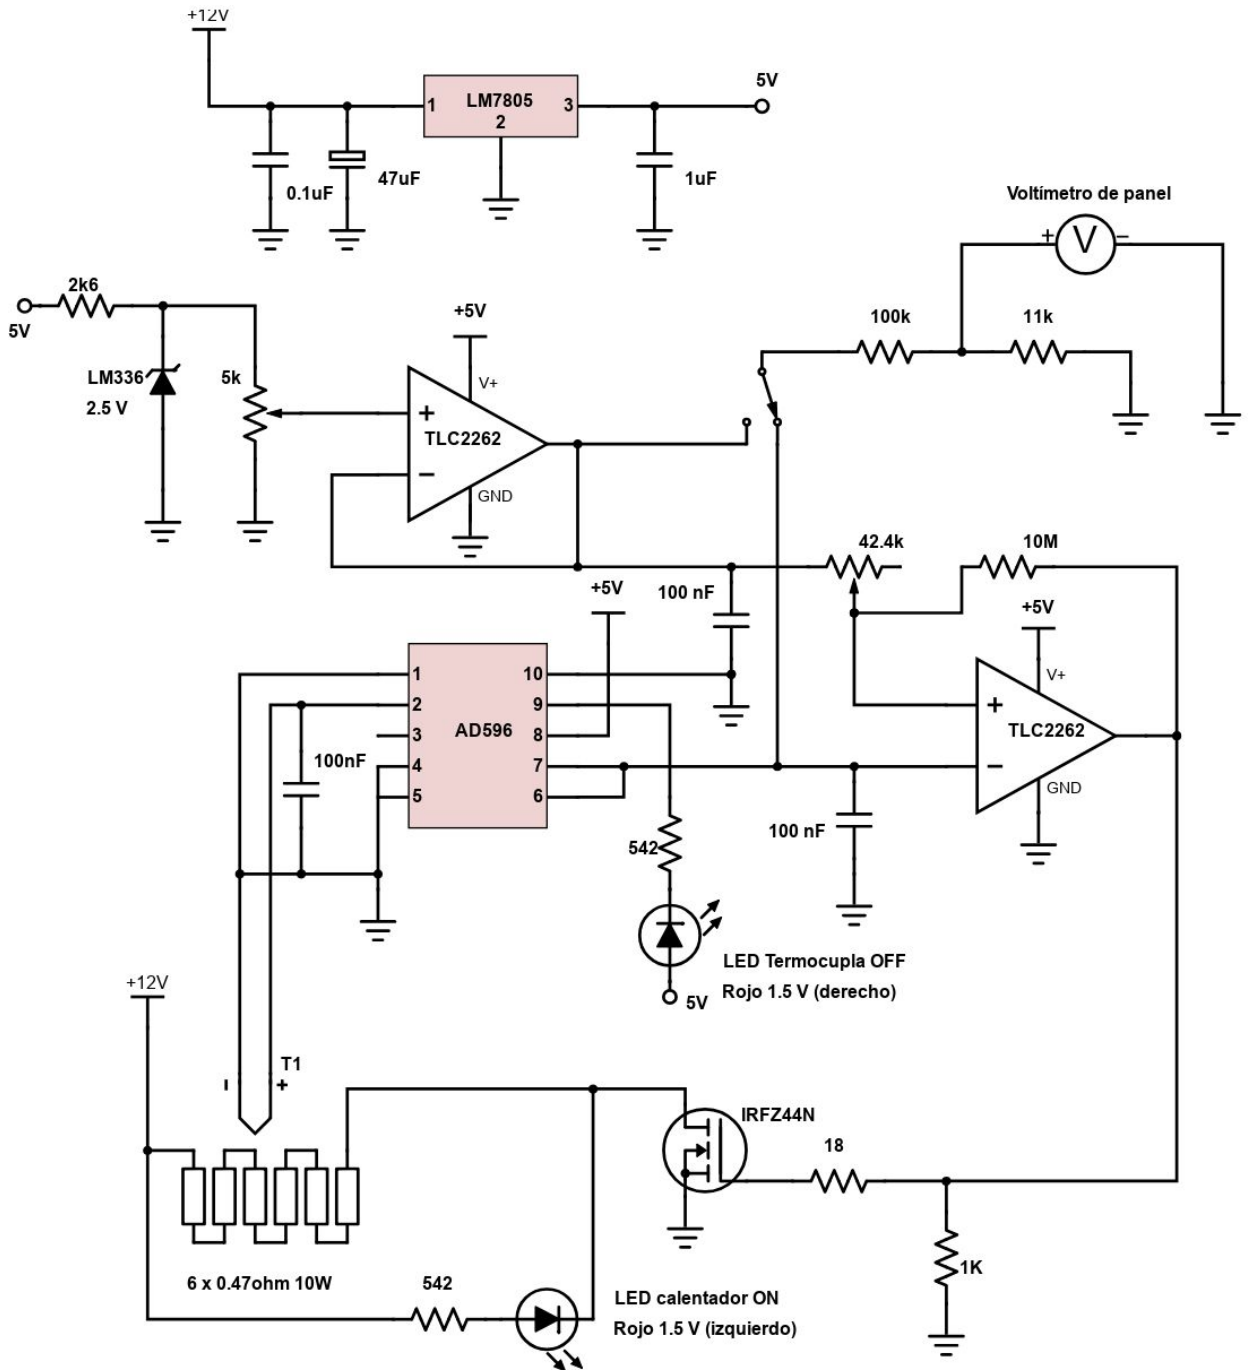 +12V
LM7805
1
3
2
5V
0.1uF
47uF
1uF
Voltímetro de panel
+
V
−
2k6
5V
LM336
2.5 V
5k
+5V
V+
+
TLC2262
−
GND
100k
11k
42.4k
10M
100 nF
+5V
+5V
V+
+
TLC2262
−
GND
AD596
1
2
3
4
5
10
9
8
7
6
100nF
100 nF
542
LED Termocupla OFF
Rojo 1.5 V (derecho)
5V
+12V
T1
−
+
IRFZ44N
18
1K
6 x 0.47ohm 10W
542
LED calentador ON
Rojo 1.5 V (izquierdo)